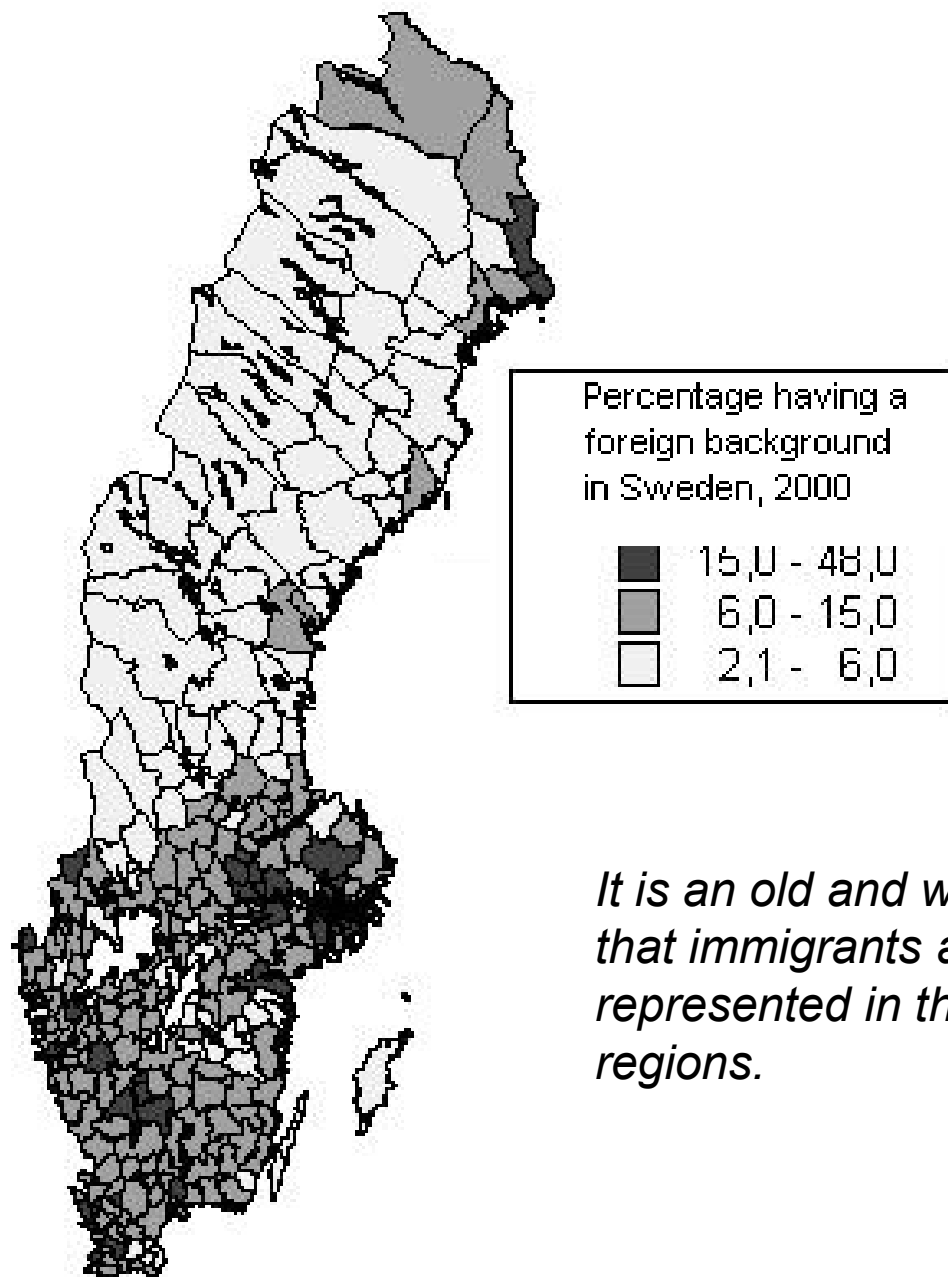 Percentage having a
foreign background
in Sweden, 2000
15,0 - 48,0
6,0 - 15,0
2,1 - 6,0
It is an old and
that immigrants
represented in
regions.